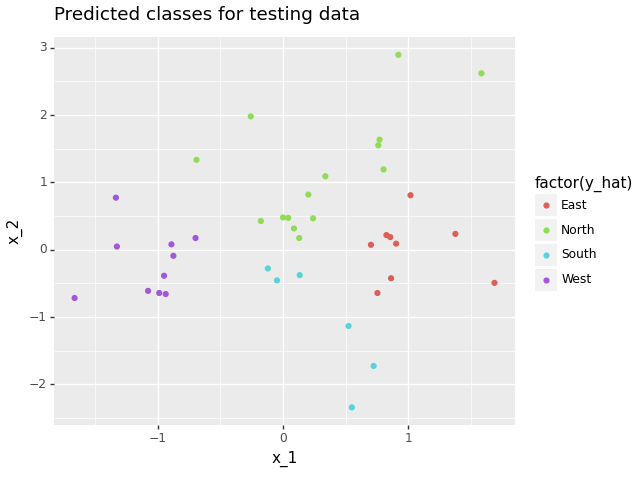 Predicted classes for testing data
3
2
1
0
−1
−2
x_2
−1
0
1
x_1
factor(y_hat)
East
North
South
West